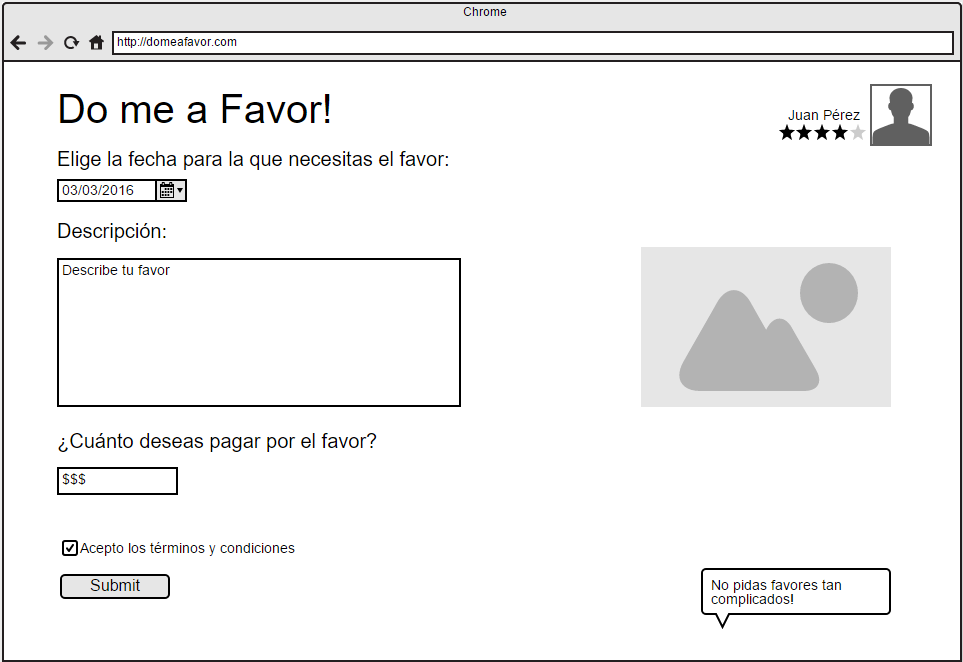 Chrome
http://domeafavor.com
Do me a Favor!
Juan Pérez
Elige la fecha para la que necesitas el favor:
03/03/2016
Descripción:
Describe tu favor
¿Cuánto deseas pagar por el favor?
$$$
Acepto los términos y condiciones
Submit
No pidas favores tan
complicados!